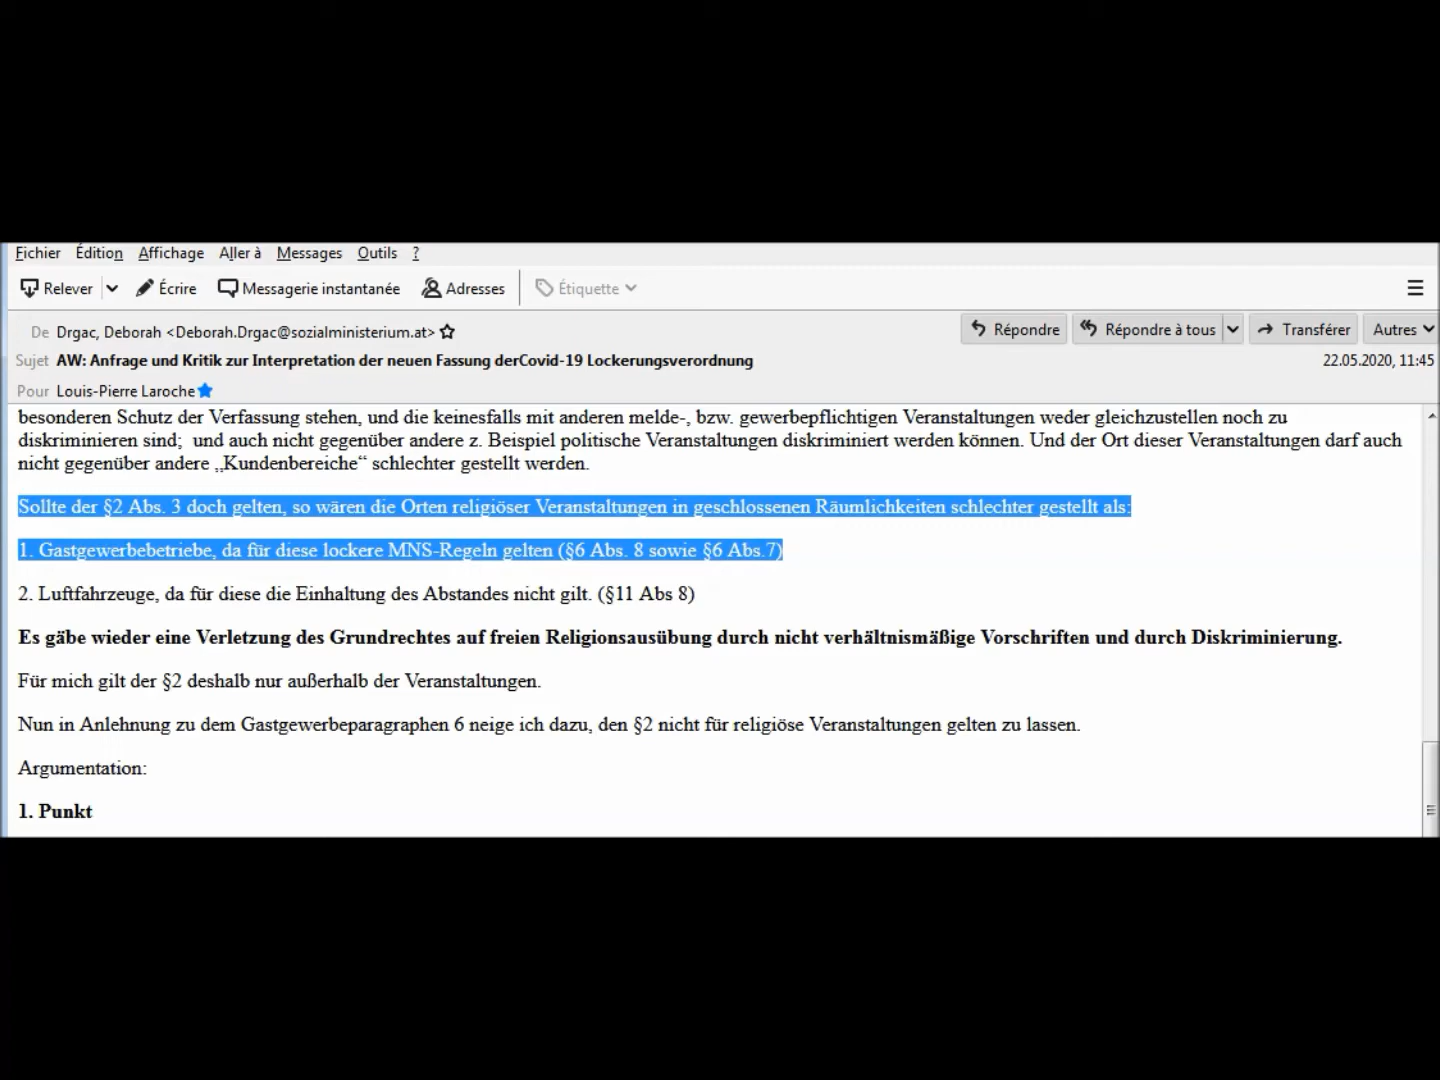 Fichier Édition Affichage Aller à Messages Outils ?
Relever Écrire Messagerie instantanée Adresses Étiquette
De Drgac, Deborah <Deborah.Drgac@sozialministerium.at> Répondre Répondre à tous Transférer Autres
Sujet AW: Anfrage und Kritik zur Interpretation der neuen Fassung derCovid-19 Lockerungsverordnung 22.05.2020, 11:45
Pour Louis-Pierre Laroche
besonderen Schutz der Verfassung stehen, und die keinesfalls mit anderen melde-, bzw. gewerbepflichtigen Veranstaltungen weder gleichzustellen noch zu
diskriminieren sind; und auch nicht gegenüber andere z. Beispiel politische Veranstaltungen diskriminiert werden können. Und der Ort dieser Veranstaltungen darf auch
nicht gegenüber andere „Kundenbereiche“ schlechter gestellt werden.
Sollte der §2 Abs. 3 doch gelten, so wären die Orten religiöser Veranstaltungen in geschlossenen Räumlichkeiten schlechter gestellt als:
1. Gastgewerbebetriebe, da für diese lockere MNS-Regeln gelten (§6 Abs. 8 sowie §6 Abs.7)
2. Luftfahrzeuge, da für diese die Einhaltung des Abstandes nicht gilt. (§11 Abs 8)
Es gäbe wieder eine Verletzung des Grundrechtes auf freien Religionsausübung durch nicht verhältnismäßige Vorschriften und durch Diskriminierung.
Für mich gilt der §2 deshalb nur außerhalb der Veranstaltungen.
Nun in Anlehnung zu dem Gastgewerbeparagraphen 6 neige ich dazu, den §2 nicht für religiöse Veranstaltungen gelten zu lassen.
Argumentation:
1. Punkt